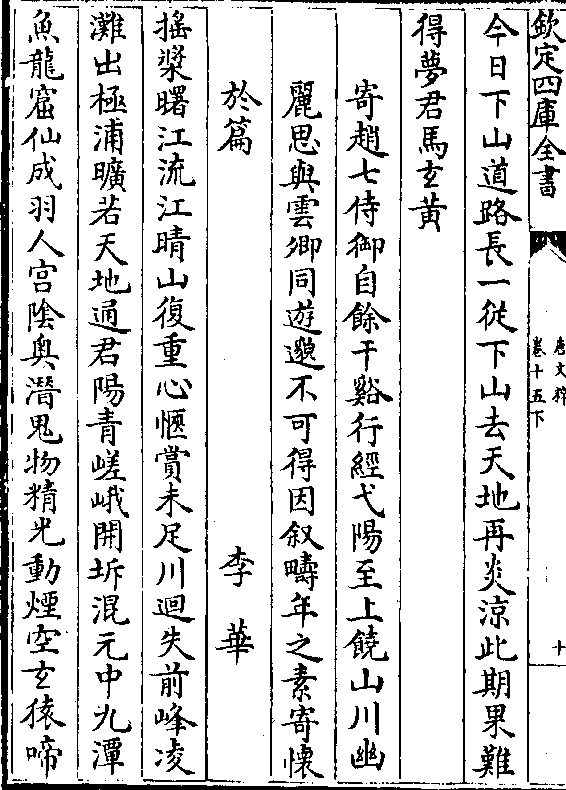 欽定四庫全書
唐文粹
卷十五下
十
今日下山道路長一從下山去天地再炎涼此期果難
得夢君馬玄黃
寄趙七侍御自餘干谿行經弋陽至上饒山川幽
麗思與雲卿同遊邈不可得因叙疇年之素寄懷
於篇
李華
搖槳曙江流江晴山復重心愜賞未足川迴失前峰凌
灘出極浦曠若天地通君陽青嵯峨開坼混元中九潭
魚龍窟仙成羽人宫陰奥潛鬼物精光動煙空玄猿啼